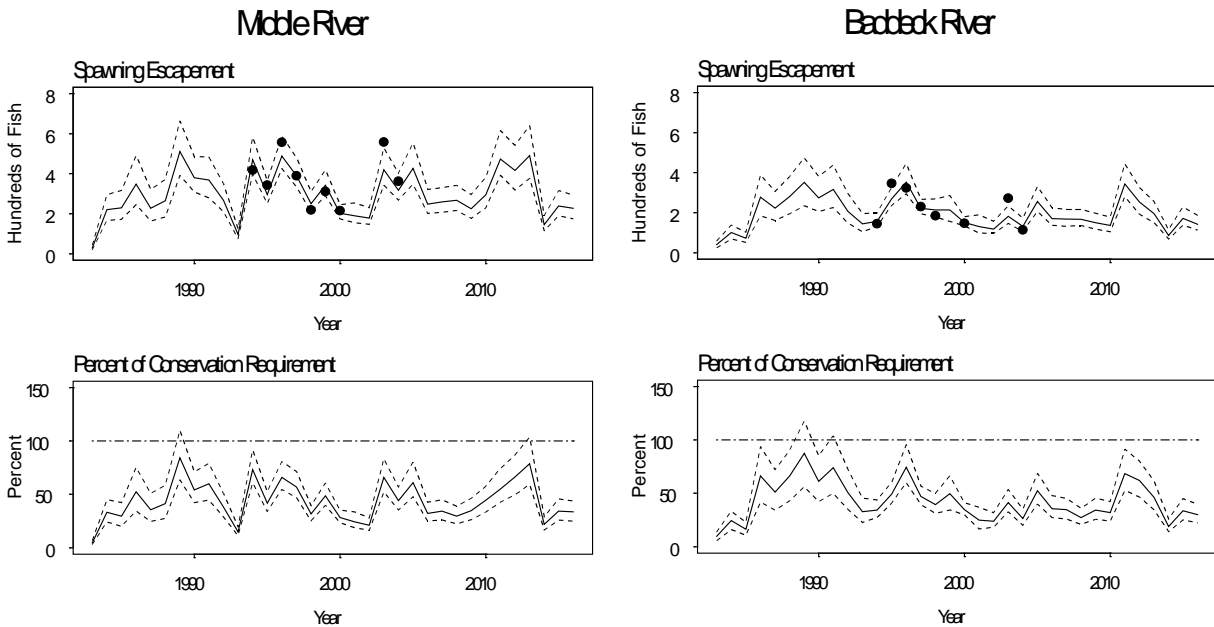 Middle River
Spawning Escapement
Hundreds of Fish
8
6
4
2
0
1990
2000
2010
Year
Percent of Conservation Requirement
Percent
150
100
50
0
1990
2000
2010
Year
Baddeck River
Spawning Escapement
Hundreds of Fish
8
6
4
2
0
1990
2000
2010
Year
Percent of Conservation Requirement
Percent
150
100
50
0
1990
2000
2010
Year